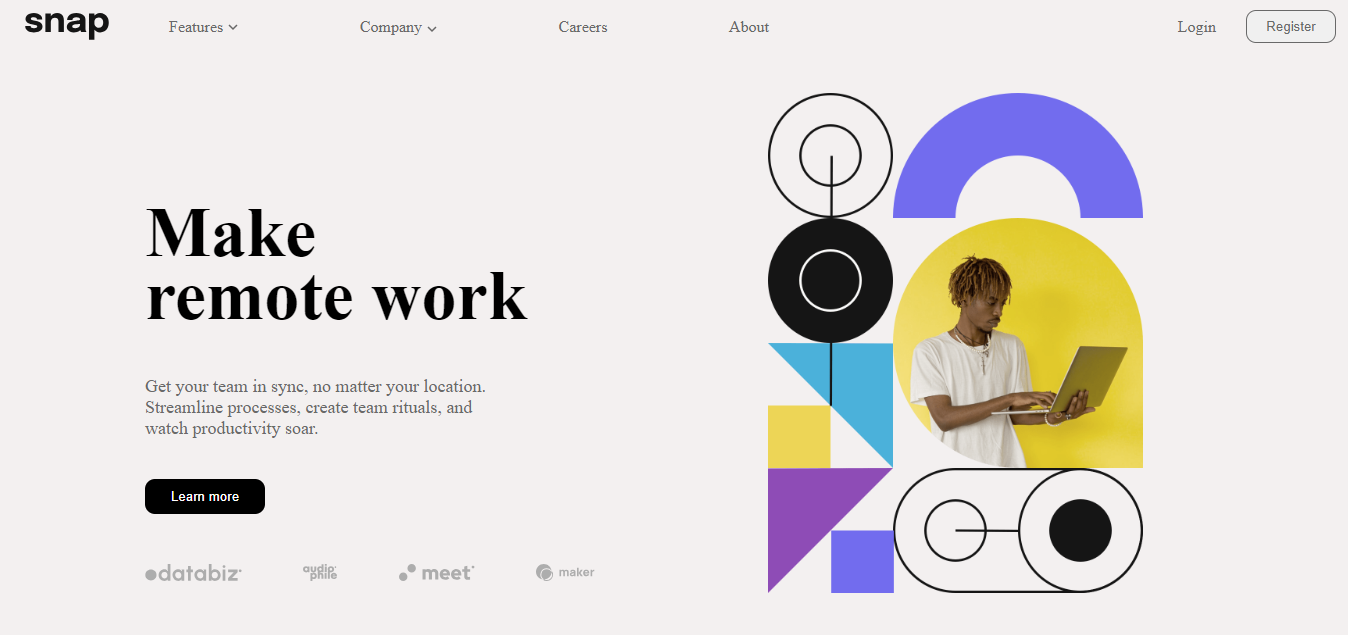 snap
Features
Company
Careers
About
Login
Register
Make
remote work
Get your team in sync, no matter your location.
Streamline processes, create team rituals, and
watch productivity soar.
Learn more
databiz
audio
phile
meet
maker